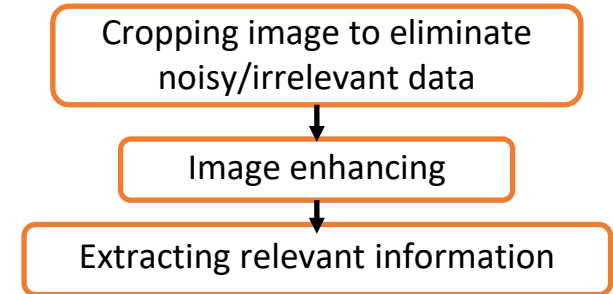 Cropping image to eliminate
noisy/irrelevant data
Image enhancing
Extracting relevant information